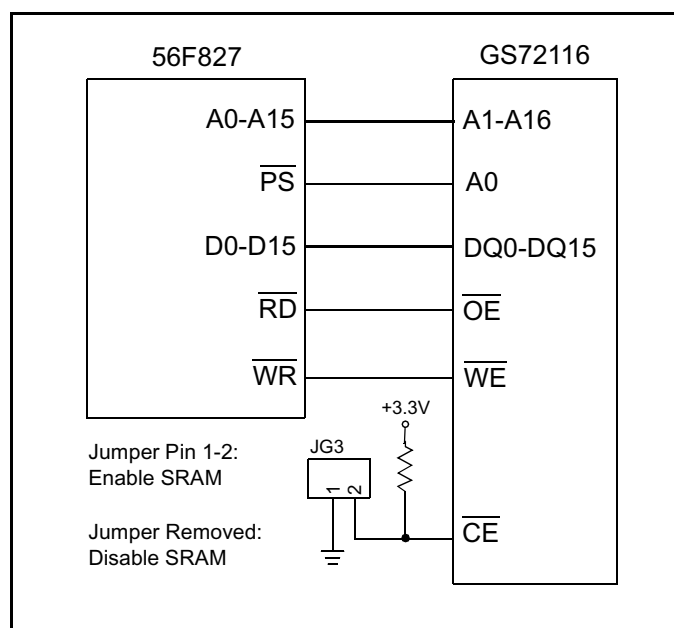 56F827
GS72116
A0-A15
A1-A16
PS
A0
D0-D15
DQ0-DQ15
RD
OE
WR
WE
+3.3V
Jumper Pin 1-2:
Enable SRAM
JG3
1
2
Jumper Removed:
Disable SRAM
CE